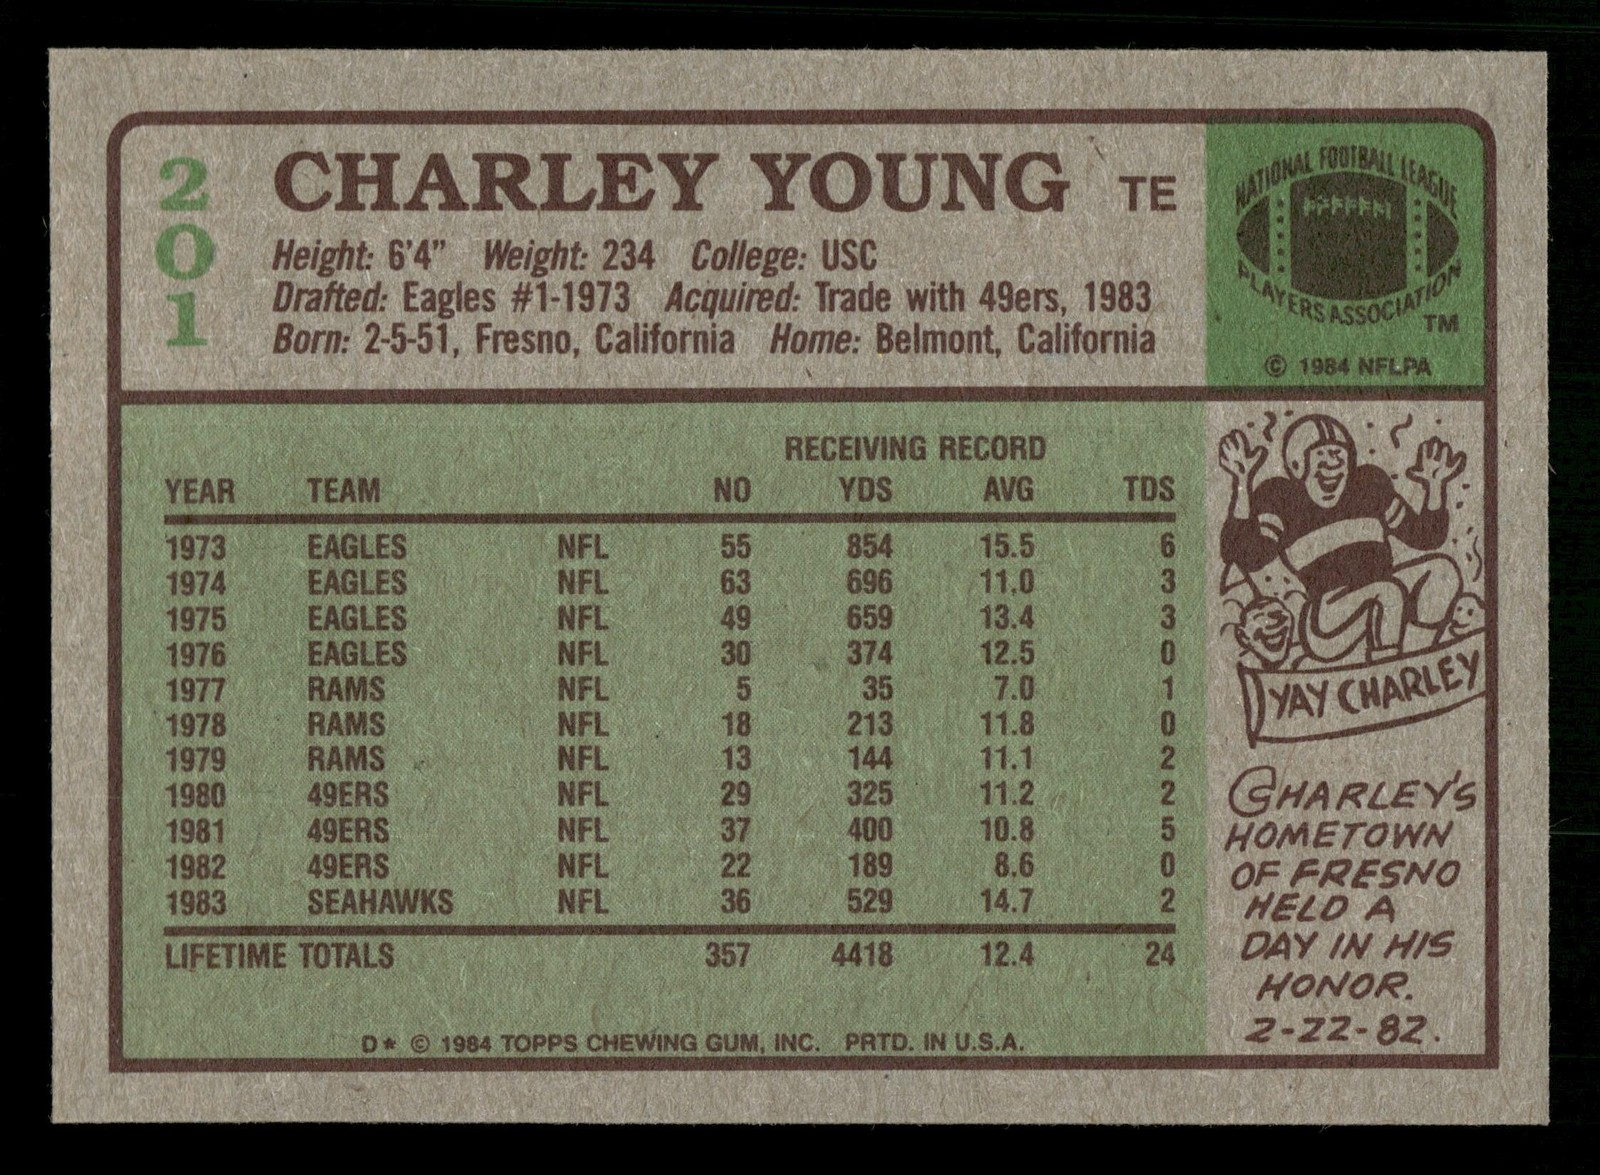 201
CHARLEY YOUNG TE
Height: 6'4" Weight: 234 College: USC
Drafted: Eagles #1-1973 Acquired: Trade with 49ers, 1983
Born: 2-5-51, Fresno, California Home: Belmont, California
NATIONAL FOOTBALL LEAGUE
PLAYERS ASSOCIATION
TM
© 1984 NFLPA
RECEIVING RECORD
YEAR TEAM NO YDS AVG TDS
1973 EAGLES NFL 55 854 15.5 6
1974 EAGLES NFL 63 696 11.0 3
1975 EAGLES NFL 49 659 13.4 3
1976 EAGLES NFL 30 374 12.5 0
1977 RAMS NFL 5 35 7.0 1
1978 RAMS NFL 18 213 11.8 0
1979 RAMS NFL 13 144 11.1 2
1980 49ERS NFL 29 325 11.2 2
1981 49ERS NFL 37 400 10.8 5
1982 49ERS NFL 22 189 8.6 0
1983 SEAHAWKS NFL 36 529 14.7 2
LIFETIME TOTALS 357 4418 12.4 24
D* © 1984 TOPPS CHEWING GUM, INC. PRTD. IN U.S.A.
YAY CHARLEY
CHARLEY'S
HOMETOWN
OF FRESNO
HELD A
DAY IN HIS
HONOR.
2-22-82.